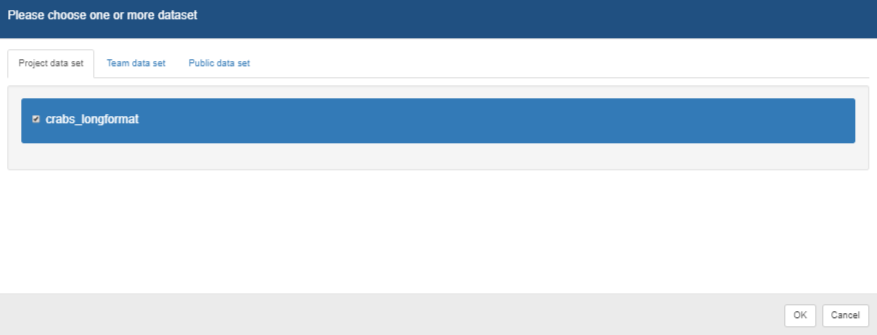 Please choose one or more dataset
Project data set Team data set Public data set
crabs_longformat
OK Cancel